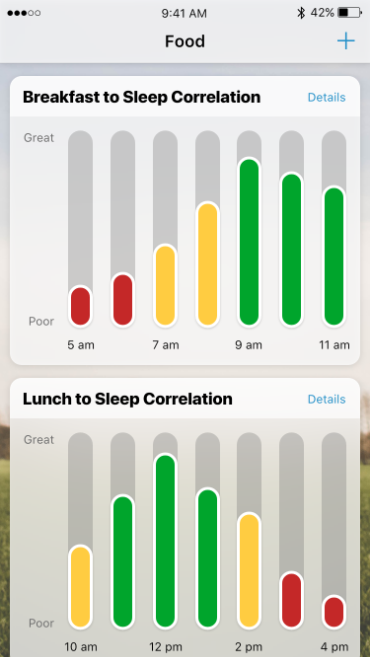 9:41 AM
42%
Food
+
Breakfast to Sleep Correlation
Details
Great
Poor
5 am
7 am
9 am
11 am
Lunch to Sleep Correlation
Details
Great
Poor
10 am
12 pm
2 pm
4 pm